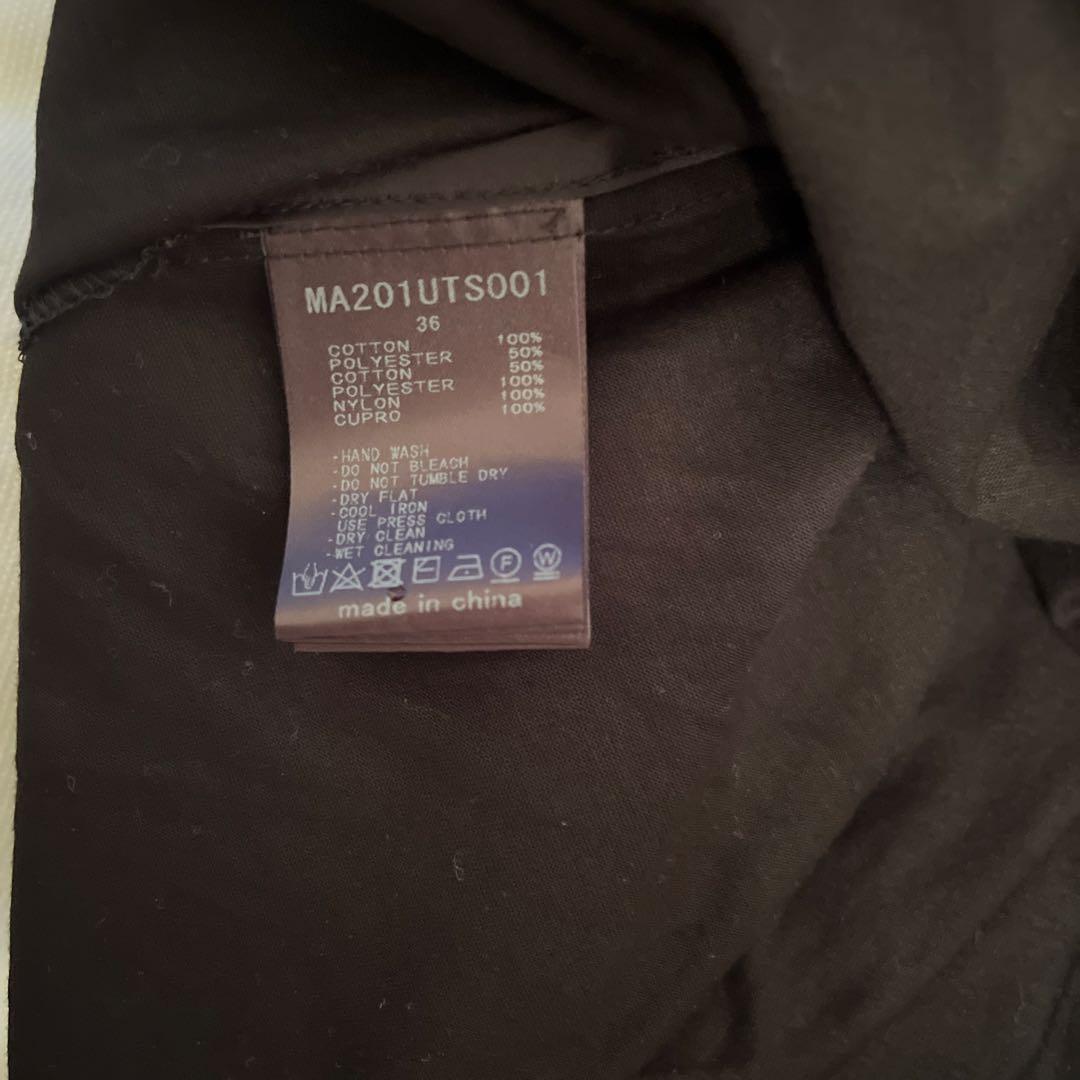 MA201UTS001
36
COTTON 100%
POLYESTER 50%
COTTON 50%
POLYESTER 100%
NYLON 100%
CUPRO 100%
-HAND WASH
-DO NOT BLEACH
-DO NOT TUMBLE DRY
-DRY FLAT
-COOL IRON
USE PRESS CLOTH
-DRY CLEAN
-WET CLEANING
F W
made in china